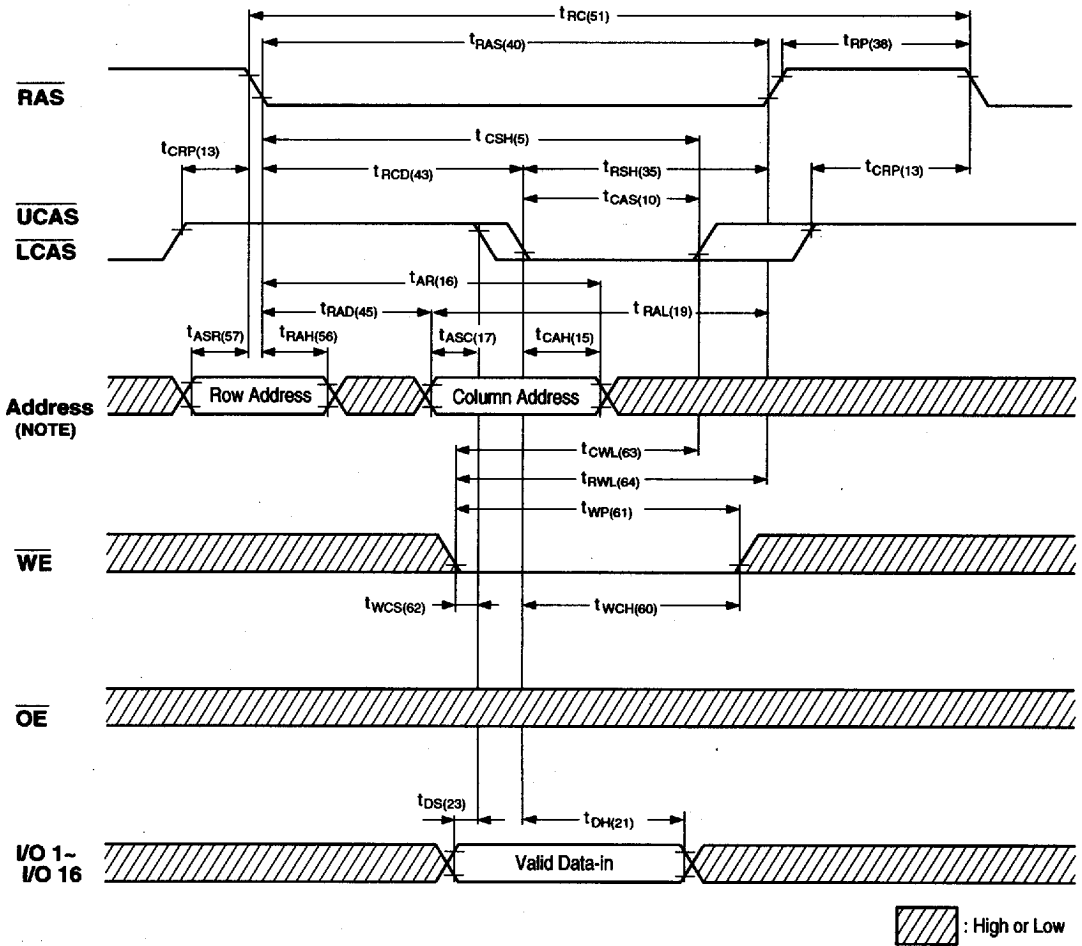 tRC(51)
tRAS(40)
tRP(38)
RAS
tCSH(5)
tCRP(13)
tRCD(43)
tRSH(35)
tCRP(13)
tCAS(10)
UCAS
LCAS
tAR(16)
tRAD(45)
tRAL(19)
tASR(57)
tRAH(56)
tASC(17)
tCAH(15)
Address
(NOTE)
Row Address
Column Address
tCWL(63)
tRWL(64)
tWP(61)
WE
tWCS(62)
tWCH(60)
OE
tDS(23)
tDH(21)
I/O 1~
I/O 16
Valid Data-in
: High or Low